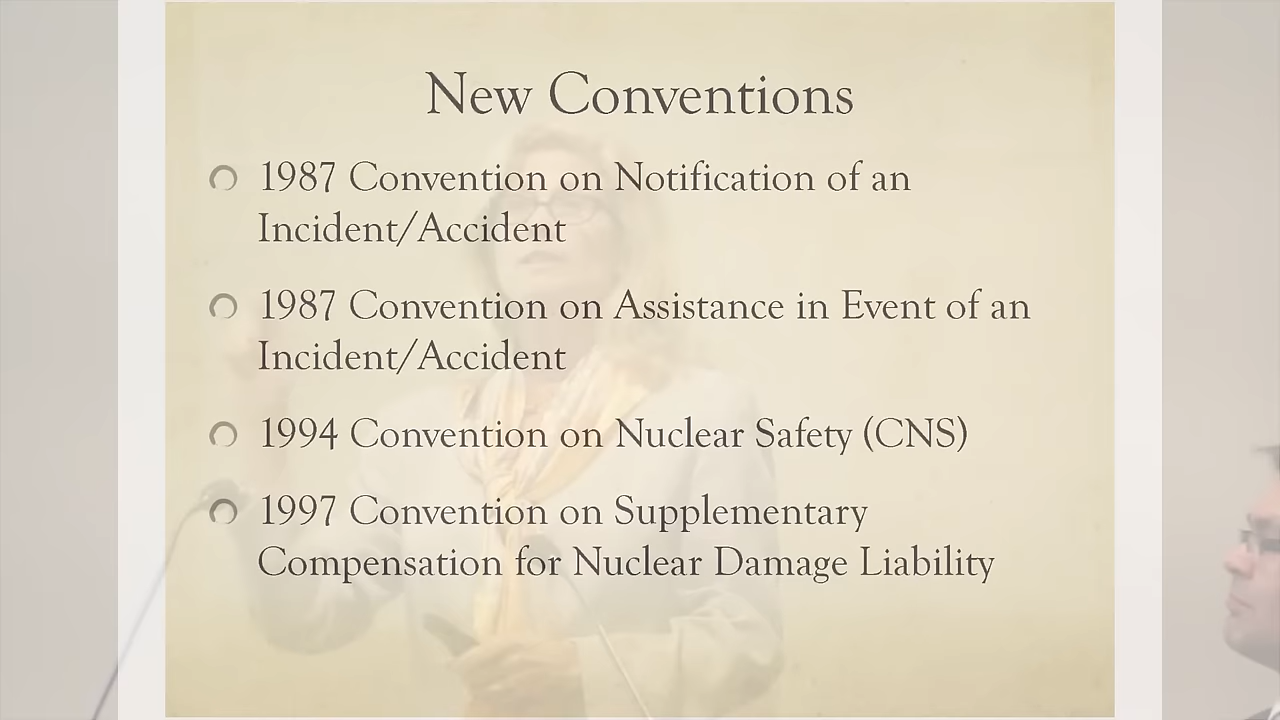 New Conventions
1987 Convention on Notification of an
Incident/Accident
1987 Convention on Assistance in Event of an
Incident/Accident
1994 Convention on Nuclear Safety (CNS)
1997 Convention on Supplementary
Compensation for Nuclear Damage Liability